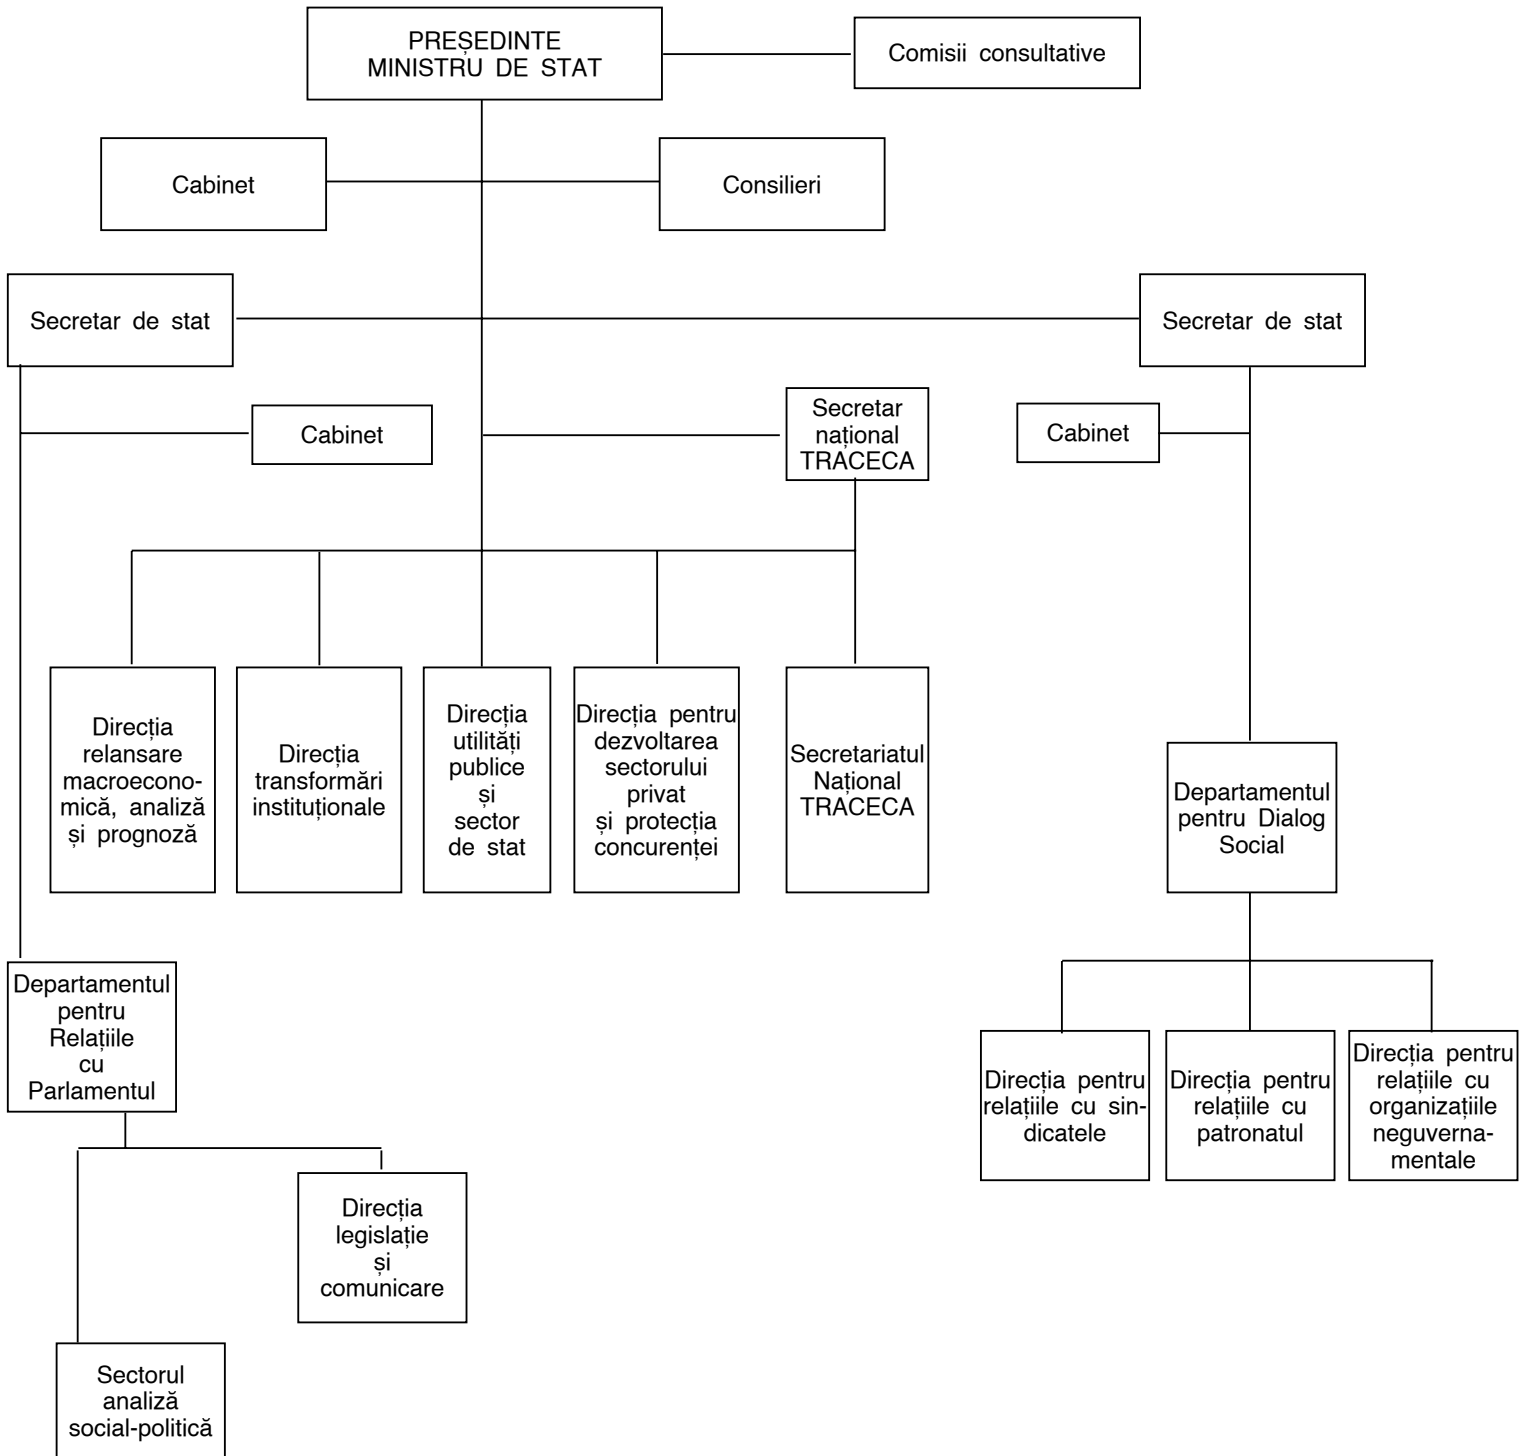 PREȘEDINTE
MINISTRU DE STAT
Comisii consultative
Cabinet
Consilieri
Secretar de stat
Secretar de stat
Cabinet
Secretar
național
TRACECA
Cabinet
Direcția
relansare
macroecono-
mică, analiză
și prognoză
Direcția
transformări
instituționale
Direcția
utilități
publice
și
sector
de stat
Direcția pentru
dezvoltarea
sectorului
privat
și protecția
concurenței
Secretariatul
Național
TRACECA
Departamentul
pentru Dialog
Social
Departamentul
pentru
Relațiile
cu
Parlamentul
Direcția pentru
relațiile cu sin-
dicatele
Direcția pentru
relațiile cu
patronatul
Direcția pentru
relațiile cu
organizațiile
neguverna-
mentale
Direcția
legislație
și
comunicare
Sectorul
analiză
social-politică